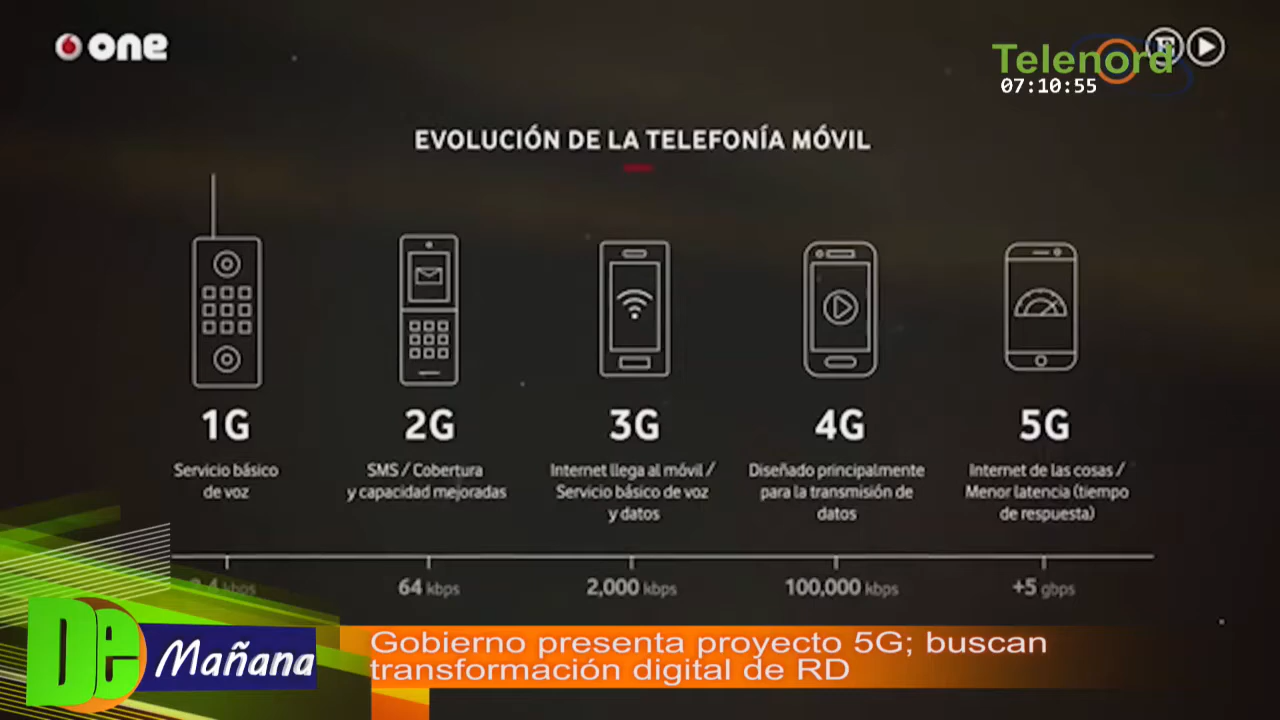 one
Telenord
07:10:55
EVOLUCIÓN DE LA TELEFONÍA MÓVIL
1G
2G
3G
4G
5G
Servicio básico
de voz
SMS / Cobertura
y capacidad mejoradas
Internet llega al móvil /
Servicio básico de voz
y datos
Diseñado principalmente
para la transmisión de
datos
Internet de las cosas /
Menor latencia (tiempo
de respuesta)
kbps
64 kbps
2,000 kbps
100,000 kbps
+5 gbps
De
Mañana
Gobierno presenta proyecto 5G; buscan
transformación digital de RD